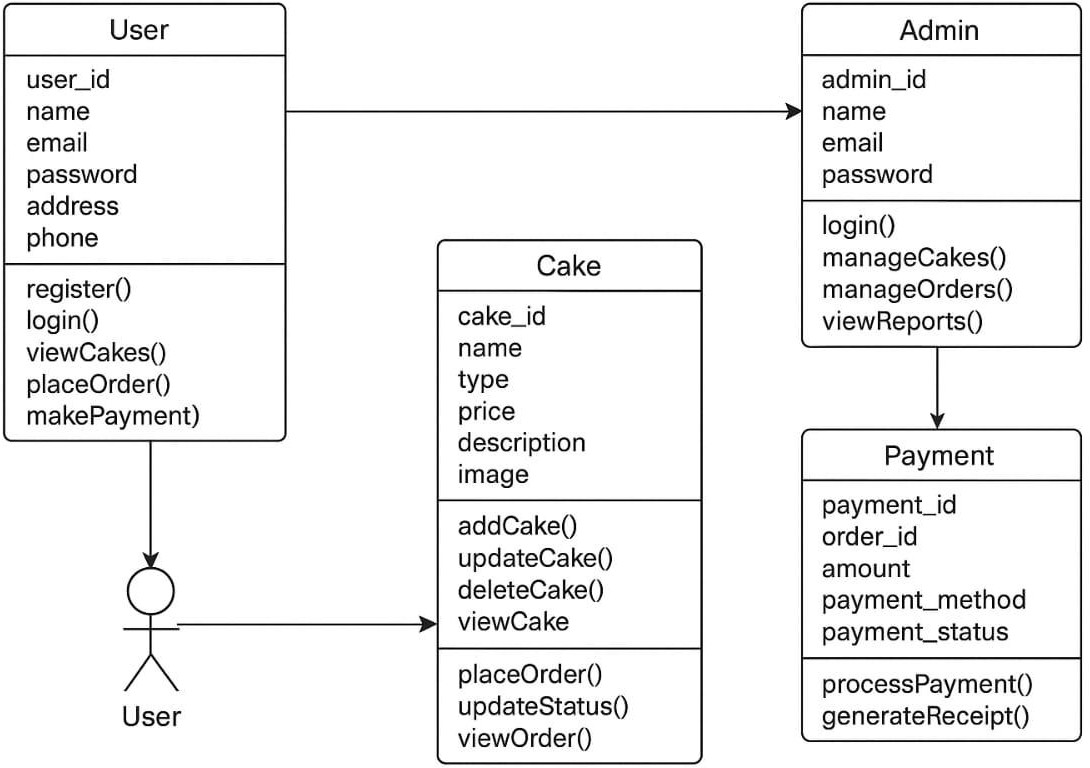 User
user_id
name
email
password
address
phone
register()
login()
viewCakes()
placeOrder()
makePayment)
User
Cake
cake_id
name
type
price
description
image
addCake()
updateCake()
deleteCake()
viewCake
placeOrder()
updateStatus()
viewOrder()
Admin
admin_id
name
email
password
login()
manageCakes()
manageOrders()
viewReports()
Payment
payment_id
order_id
amount
payment_method
payment_status
processPayment()
generateReceipt()